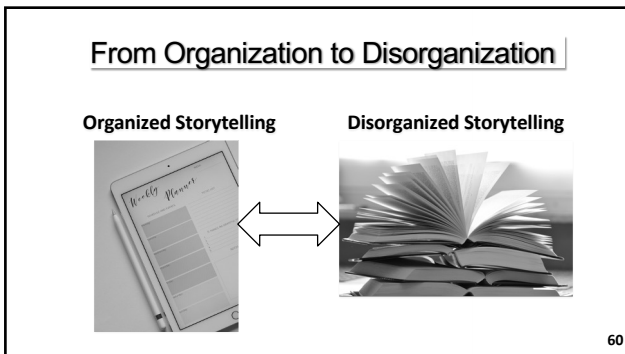 From Organization to Disorganization
Organized Storytelling
Disorganized Storytelling
Weekly
Planner
60